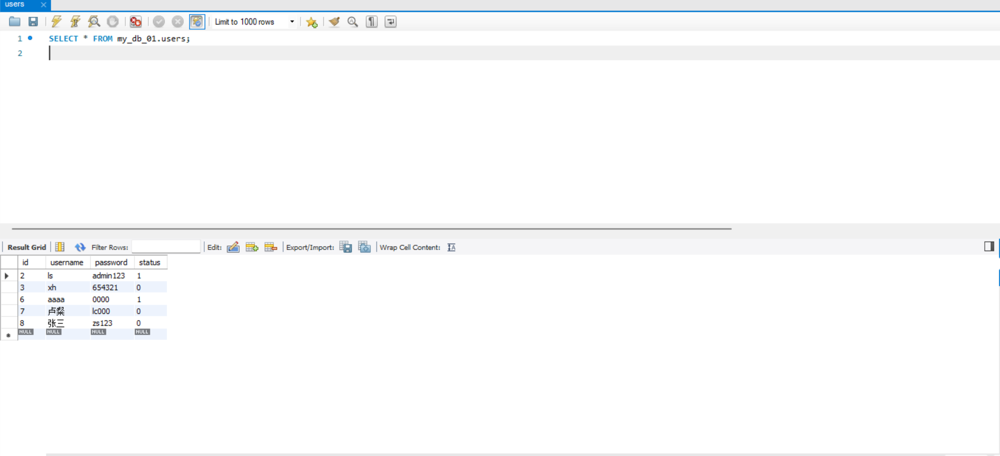 users
Limit to 1000 rows
1 SELECT * FROM my_db_01.users;
2
Result Grid Filter Rows: Edit: Export/Import: Wrap Cell Content:
id username password status
2 ls admin123 1
3 xh 654321 0
6 aaaa 0000 1
7 卢粲 lc000 0
8 张三 zs123 0
NULL NULL NULL NULL